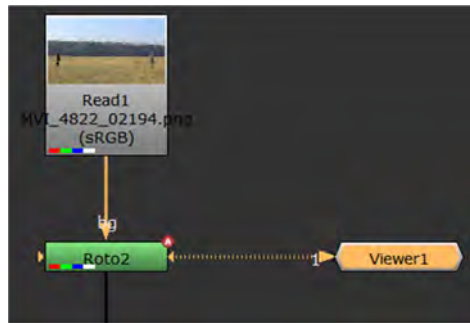 Read1
MVI_4822_02194.png
(sRGB)
bg
Roto2
1
Viewer1